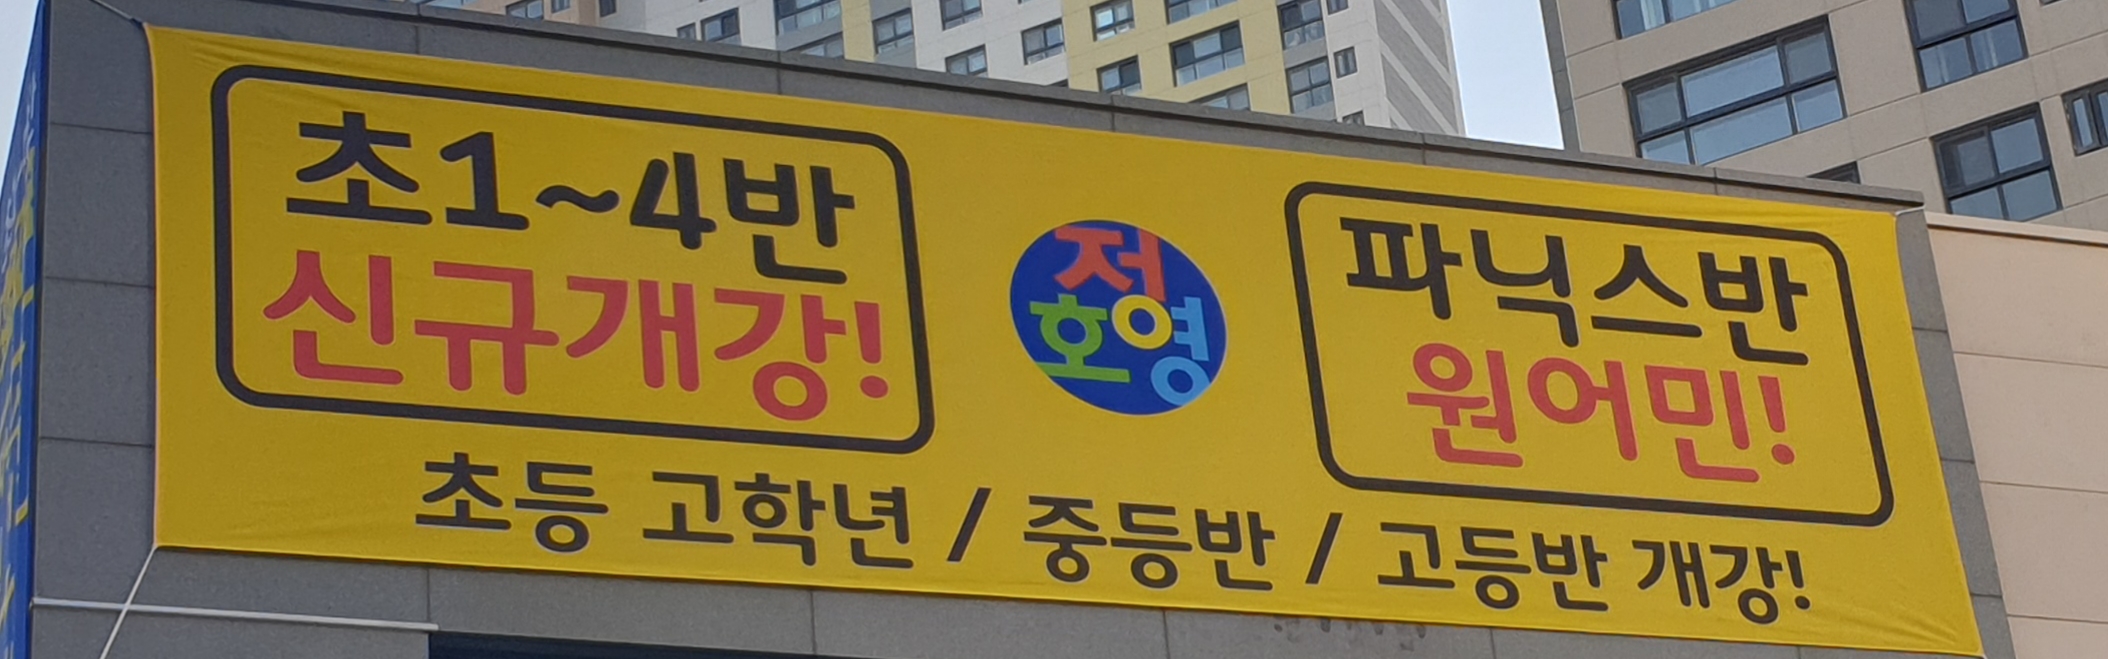 초1~4반
신규개강!
저
호영
파닉스반
원어민!
초등 고학년 / 중등반 / 고등반 개강!